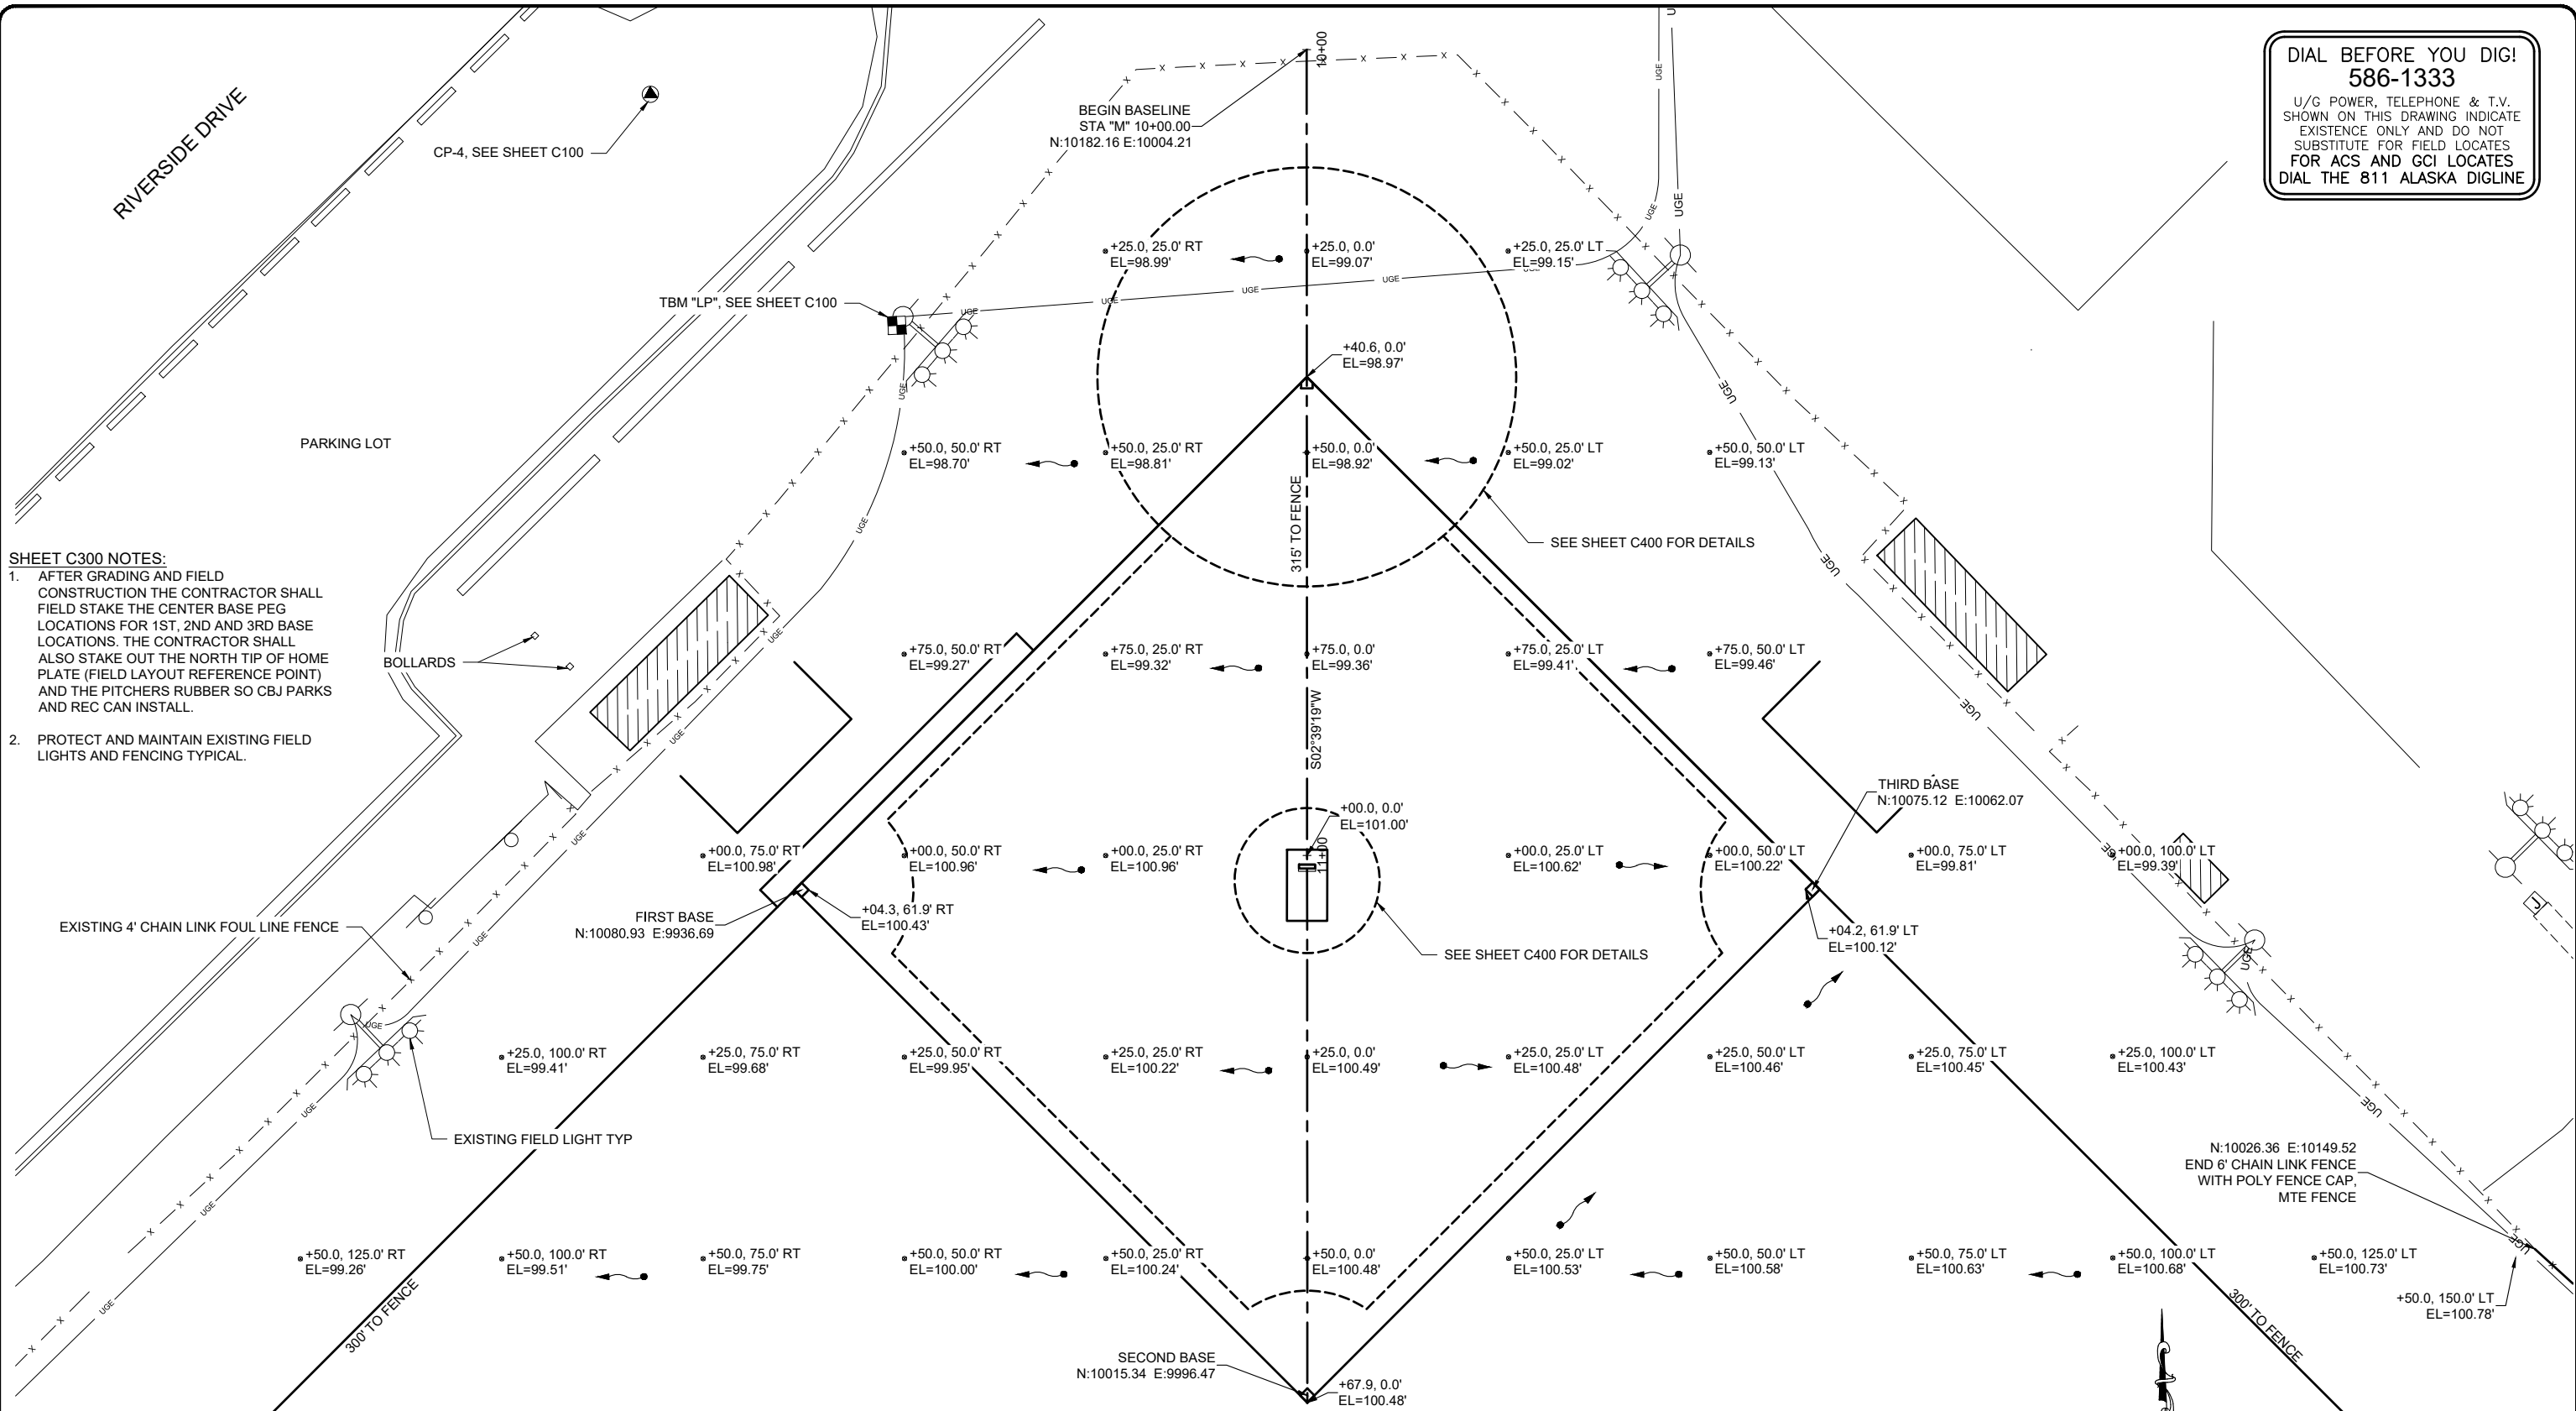 DIAL BEFORE YOU DIG!
586-1333
U/G POWER, TELEPHONE & T.V.
SHOWN ON THIS DRAWING INDICATE
EXISTENCE ONLY AND DO NOT
SUBSTITUTE FOR FIELD LOCATES
FOR ACS AND GCI LOCATES
DIAL THE 811 ALASKA DIGLINE
RIVERSIDE DRIVE
CP-4, SEE SHEET C100
10+00
BEGIN BASELINE
STA "M" 10+00.00
N:10182.16 E:10004.21
UGE
UGE
UGE
+25.0, 25.0' RT
EL=98.99'
+25.0, 0.0'
EL=99.07'
+25.0, 25.0' LT
EL=99.15'
TBM "LP", SEE SHEET C100
UGE
UGE
UGE
UGE
+40.6, 0.0'
EL=98.97'
UGE
UGE
PARKING LOT
+50.0, 50.0' RT
EL=98.70'
+50.0, 25.0' RT
EL=98.81'
+50.0, 0.0'
EL=98.92'
+50.0, 25.0' LT
EL=99.02'
+50.0, 50.0' LT
EL=99.13'
315' TO FENCE
UGE
SEE SHEET C400 FOR DETAILS
UGE
SHEET C300 NOTES:
1. AFTER GRADING AND FIELD
CONSTRUCTION THE CONTRACTOR SHALL
FIELD STAKE THE CENTER BASE PEG
LOCATIONS FOR 1ST, 2ND AND 3RD BASE
LOCATIONS. THE CONTRACTOR SHALL
ALSO STAKE OUT THE NORTH TIP OF HOME
PLATE (FIELD LAYOUT REFERENCE POINT)
AND THE PITCHERS RUBBER SO CBJ PARKS
AND REC CAN INSTALL.
2. PROTECT AND MAINTAIN EXISTING FIELD
LIGHTS AND FENCING TYPICAL.
BOLLARDS
UGE
UGE
+75.0, 50.0' RT
EL=99.27'
+75.0, 25.0' RT
EL=99.32'
+75.0, 0.0'
EL=99.36'
+75.0, 25.0' LT
EL=99.41'
+75.0, 50.0' LT
EL=99.46'
S02°39'19"W
UGE
THIRD BASE
N:10075.12 E:10062.07
+00.0, 0.0'
EL=101.00'
11+00
UGE
+00.0, 75.0' RT
EL=100.98'
+00.0, 50.0' RT
EL=100.96'
+00.0, 25.0' RT
EL=100.96'
+00.0, 25.0' LT
EL=100.62'
+00.0, 50.0' LT
EL=100.22'
+00.0, 75.0' LT
EL=99.81'
UGE
+00.0, 100.0' LT
EL=99.39'
FIRST BASE
N:10080.93 E:9936.69
+04.3, 61.9' RT
EL=100.43'
EXISTING 4' CHAIN LINK FOUL LINE FENCE
UGE
SEE SHEET C400 FOR DETAILS
+04.2, 61.9' LT
EL=100.12'
UGE
UGE
+25.0, 100.0' RT
EL=99.41'
+25.0, 75.0' RT
EL=99.68'
+25.0, 50.0' RT
EL=99.95'
+25.0, 25.0' RT
EL=100.22'
+25.0, 0.0'
EL=100.49'
+25.0, 25.0' LT
EL=100.48'
+25.0, 50.0' LT
EL=100.46'
+25.0, 75.0' LT
EL=100.45'
+25.0, 100.0' LT
EL=100.43'
UGE
UGE
EXISTING FIELD LIGHT TYP
N:10026.36 E:10149.52
END 6' CHAIN LINK FENCE
WITH POLY FENCE CAP,
MTE FENCE
UGE
UGE
+50.0, 125.0' RT
EL=99.26'
+50.0, 100.0' RT
EL=99.51'
+50.0, 75.0' RT
EL=99.75'
+50.0, 50.0' RT
EL=100.00'
+50.0, 25.0' RT
EL=100.24'
+50.0, 0.0'
EL=100.48'
+50.0, 25.0' LT
EL=100.53'
+50.0, 50.0' LT
EL=100.58'
+50.0, 75.0' LT
EL=100.63'
+50.0, 100.0' LT
EL=100.68'
+50.0, 125.0' LT
EL=100.73'
+50.0, 150.0' LT
EL=100.78'
UGE
300' TO FENCE
300' TO FENCE
SECOND BASE
N:10015.34 E:9996.47
+67.9, 0.0'
EL=100.48'